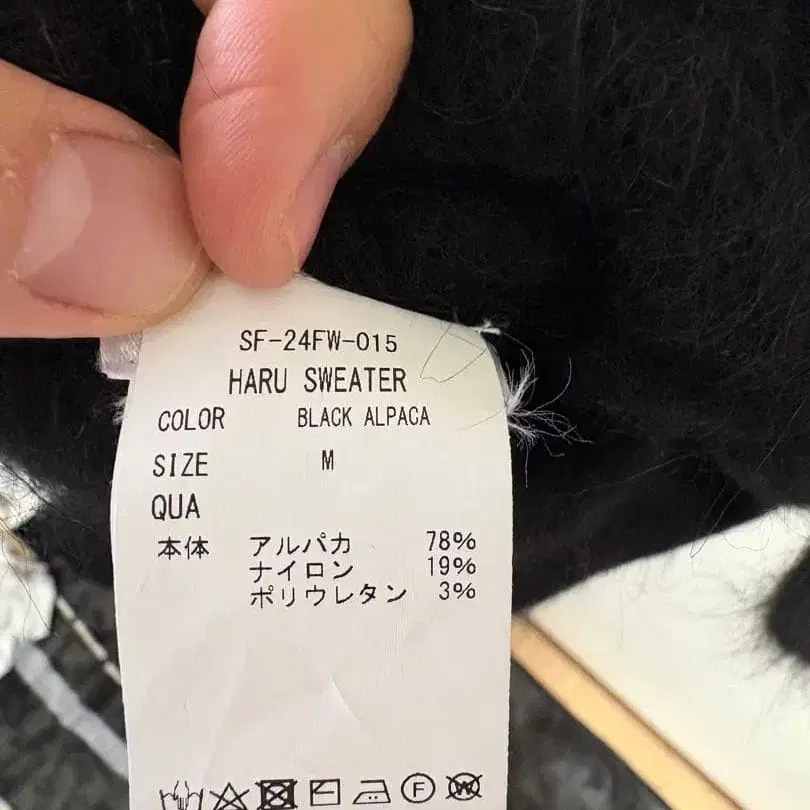 SF-24FW-015
HARU SWEATER
COLOR BLACK ALPACA
SIZE M
QUA
本体 アルパカ 78%
ナイロン 19%
ポリウレタン 3%
F W